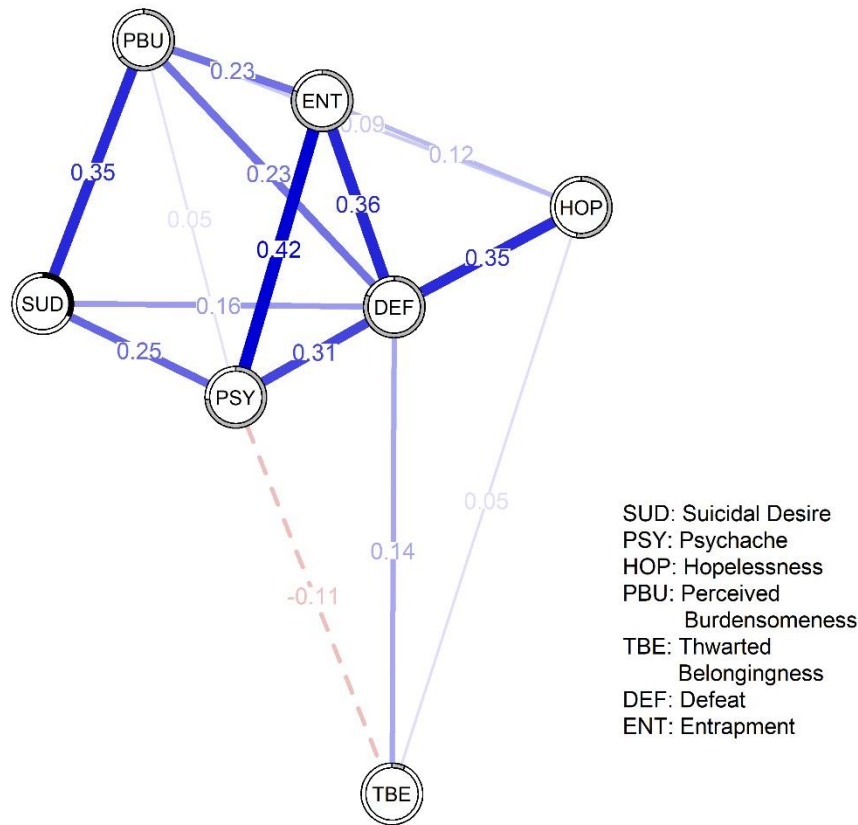 PBU
0.23
ENT
0.09
0.12
0.35
0.23
HOP
0.05
0.36
0.42
0.35
SUD
0.16
DEF
0.25
0.31
PSY
0.05
0.14
-0.11
TBE
SUD: Suicidal Desire
PSY: Psychache
HOP: Hopelessness
PBU: Perceived
Burdensomeness
TBE: Thwarted
Belongingness
DEF: Defeat
ENT: Entrapment